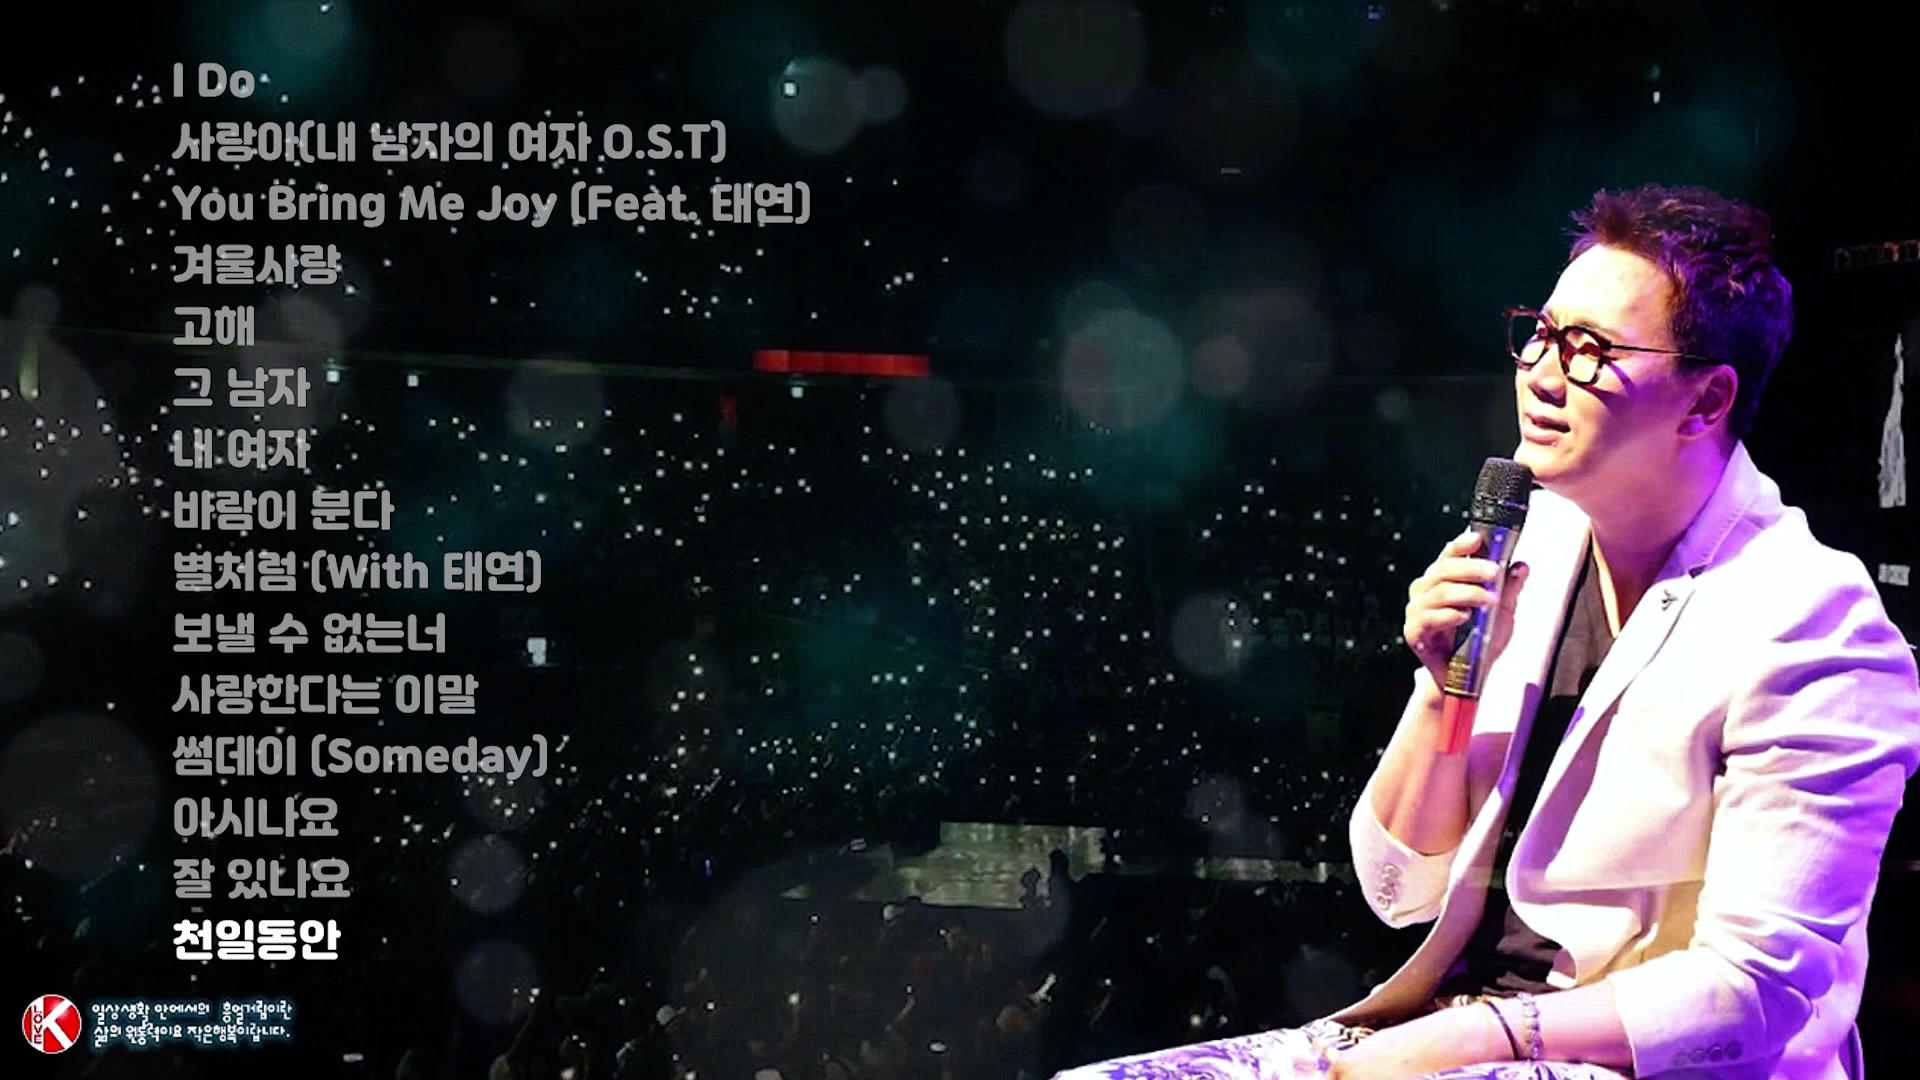 I Do
사랑아(내 남자의 여자 O.S.T)
You Bring Me Joy (Feat. 태연)
겨울사랑
고해
그 남자
내 여자
바람이 분다
별처럼 (With 태연)
보낼 수 없는너
사랑한다는 이말
썸데이 (Someday)
아시나요
잘 있나요
천일동안
LOVE K
일상생활 안에서의 흥얼거림이란
삶의 원동력이요 작은행복이랍니다.